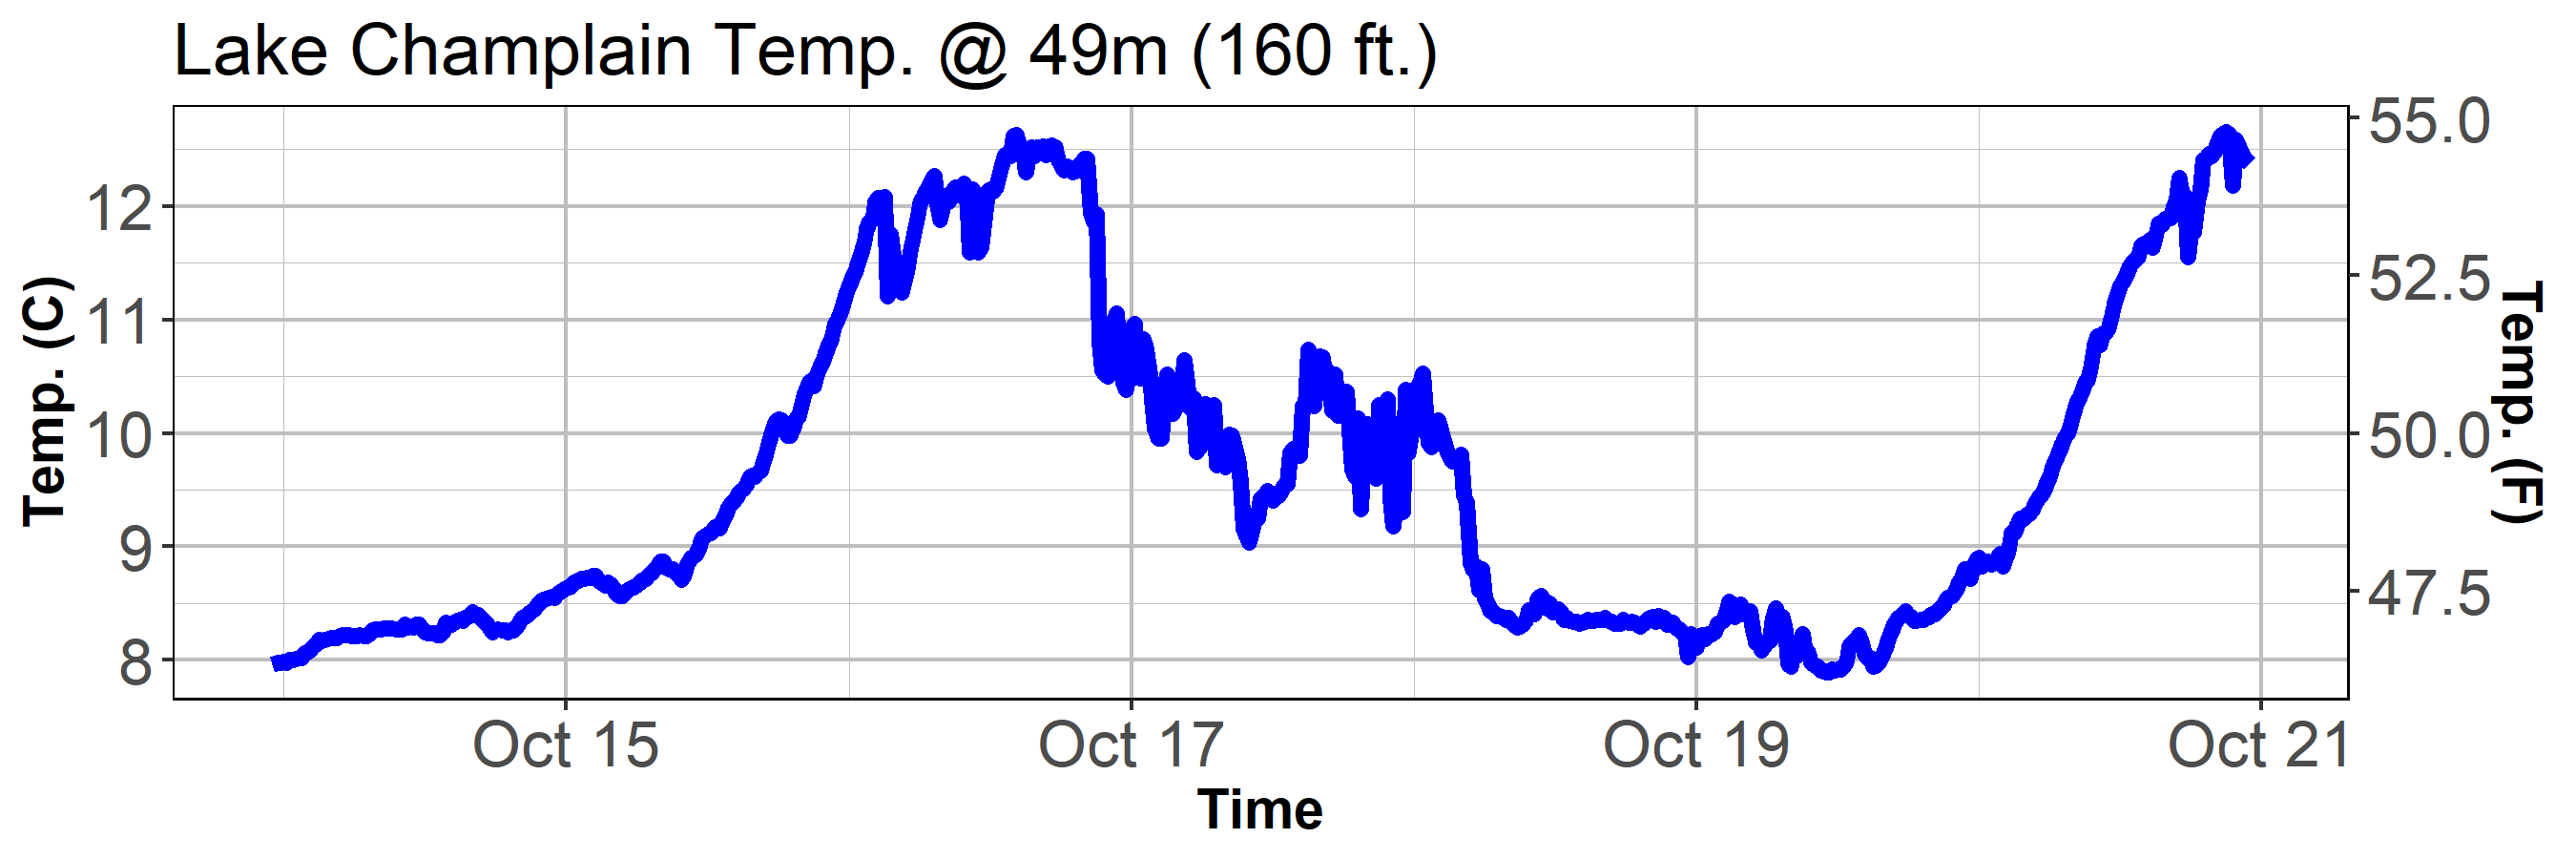 Lake Champlain Temp. @ 49m (160 ft.)
Temp. (C)
12
11
10
9
8
55.0
52.5
50.0
47.5
Temp. (F)
Oct 15
Oct 17
Oct 19
Oct 21
Time